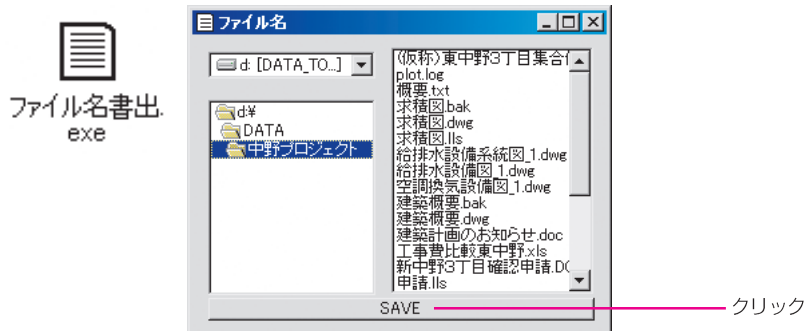 ファイル名書出.
exe
ファイル名
d: [DATA_TO...]
d:¥
DATA
中野プロジェクト
(仮称)東中野3丁目集合
plot.log
概要.txt
求積図.bak
求積図.dwg
求積図.lls
給排水設備系統図_1.dwg
給排水設備図_1.dwg
空調換気設備図_1.dwg
建築概要.bak
建築概要.dwg
建築計画のお知らせ.doc
工事費比較東中野.xls
新中野3丁目確認申請.D
申請.lls
SAVE
クリック